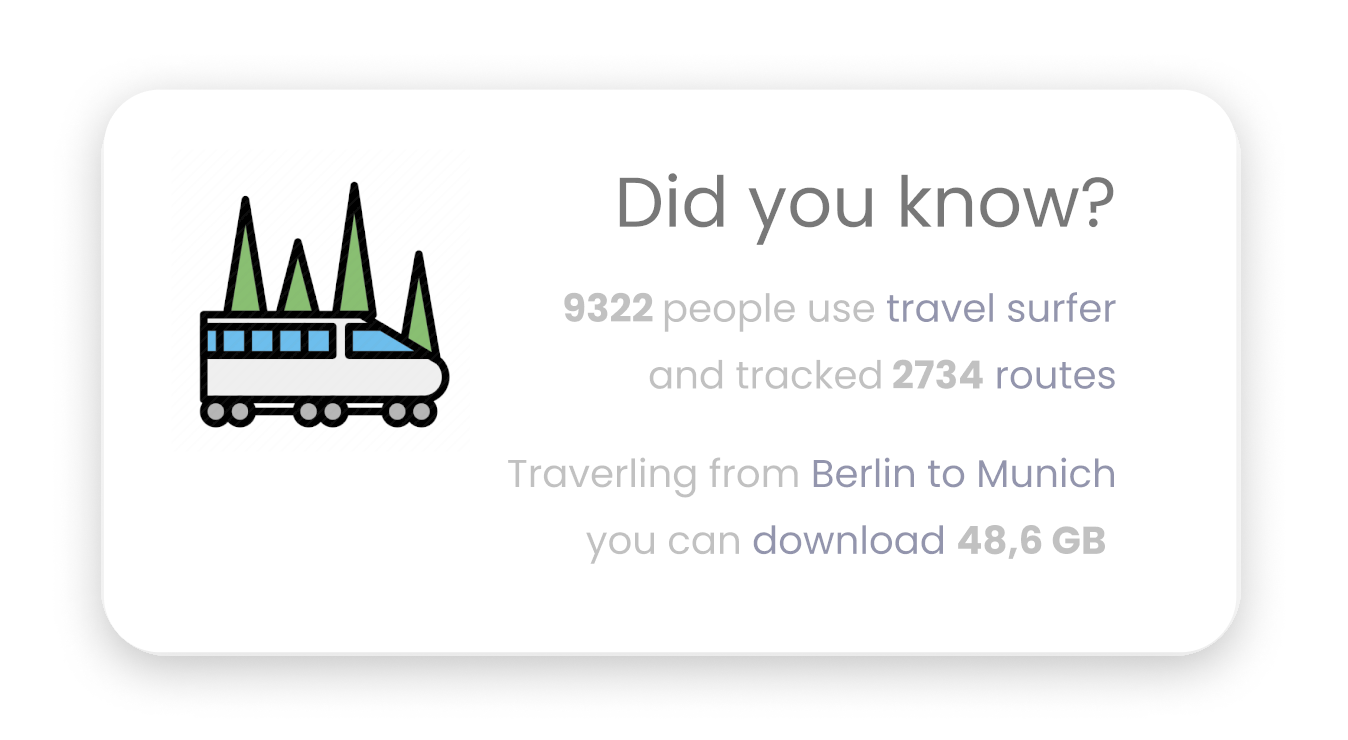 Did you know?
9322 people use travel surfer
and tracked 2734 routes
Traverling from Berlin to Munich
you can download 48,6 GB